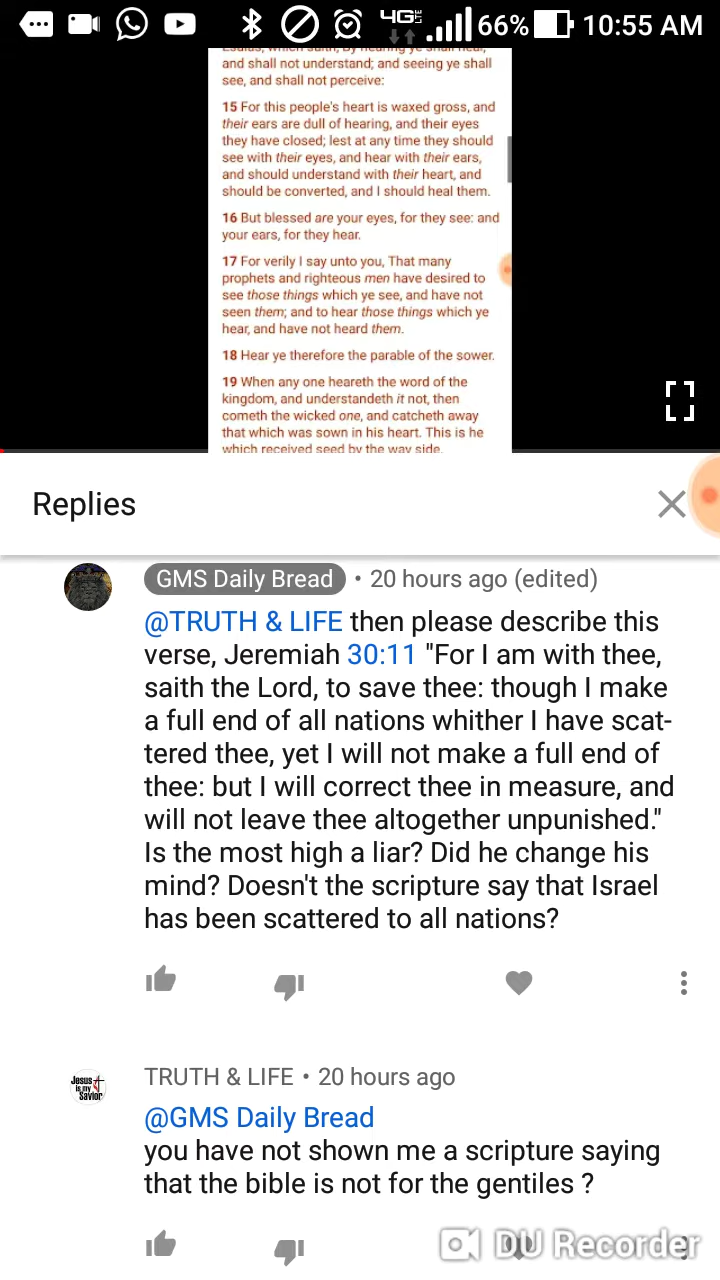 4G LTE 66% 10:55 AM
Esaias, which saith, By hearing ye shall hear,
and shall not understand; and seeing ye shall
see, and shall not perceive:
15 For this people's heart is waxed gross, and
their ears are dull of hearing, and their eyes
they have closed; lest at any time they should
see with their eyes, and hear with their ears,
and should understand with their heart, and
should be converted, and I should heal them.
16 But blessed are your eyes, for they see: and
your ears, for they hear.
17 For verily I say unto you, That many
prophets and righteous men have desired to
see those things which ye see, and have not
seen them; and to hear those things which ye
hear, and have not heard them.
18 Hear ye therefore the parable of the sower.
19 When any one heareth the word of the
kingdom, and understandeth it not, then
cometh the wicked one, and catcheth away
that which was sown in his heart. This is he
which received seed by the way side.
Replies
GMS Daily Bread • 20 hours ago (edited)
@TRUTH & LIFE then please describe this
verse, Jeremiah 30:11 "For I am with thee,
saith the Lord, to save thee: though I make
a full end of all nations whither I have scat-
tered thee, yet I will not make a full end of
thee: but I will correct thee in measure, and
will not leave thee altogether unpunished."
Is the most high a liar? Did he change his
mind? Doesn't the scripture say that Israel
has been scattered to all nations?
Jesus
is my
Savior
TRUTH & LIFE • 20 hours ago
@GMS Daily Bread
you have not shown me a scripture saying
that the bible is not for the gentiles ?
DU Recorder